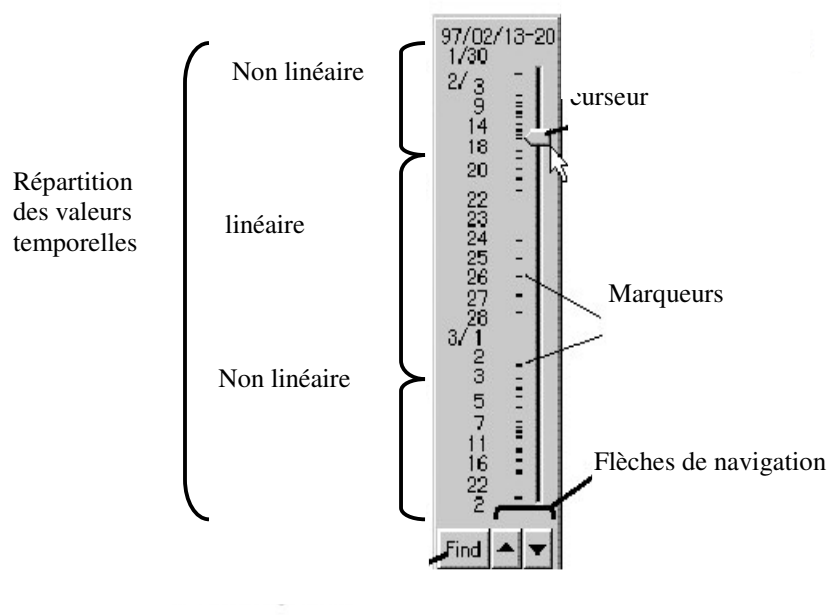 97/02/13-20
1/30
Non linéaire
2/ 3
9
curseur
14
18
20
Répartition
des valeurs
temporelles
22
linéaire
23
24
25
26
Marqueurs
27
28
3/1
2
Non linéaire
3
5
7
11
16
Flèches de navigation
22
2
Find